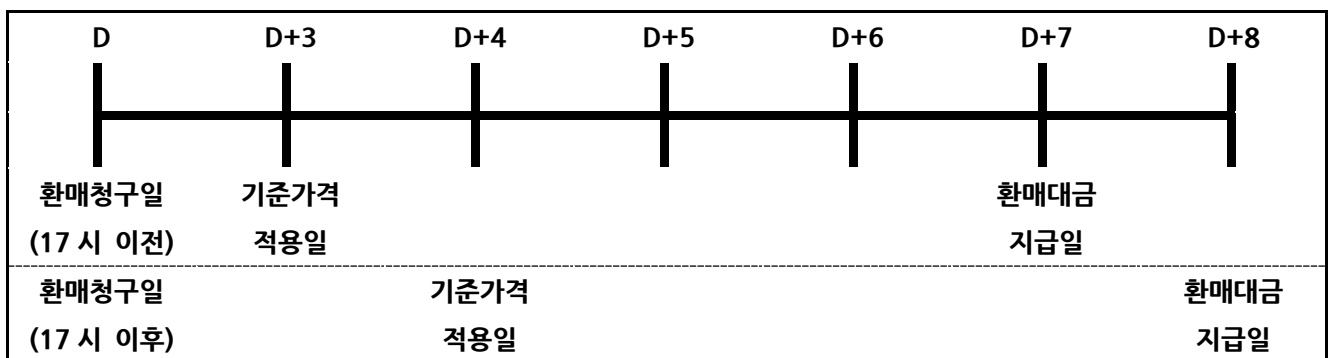 D D+3 D+4 D+5 D+6 D+7 D+8
환매청구일 기준가격 환매대금
(17 시 이전) 적용일 지급일
환매청구일 기준가격 환매대금
(17 시 이후) 적용일 지급일